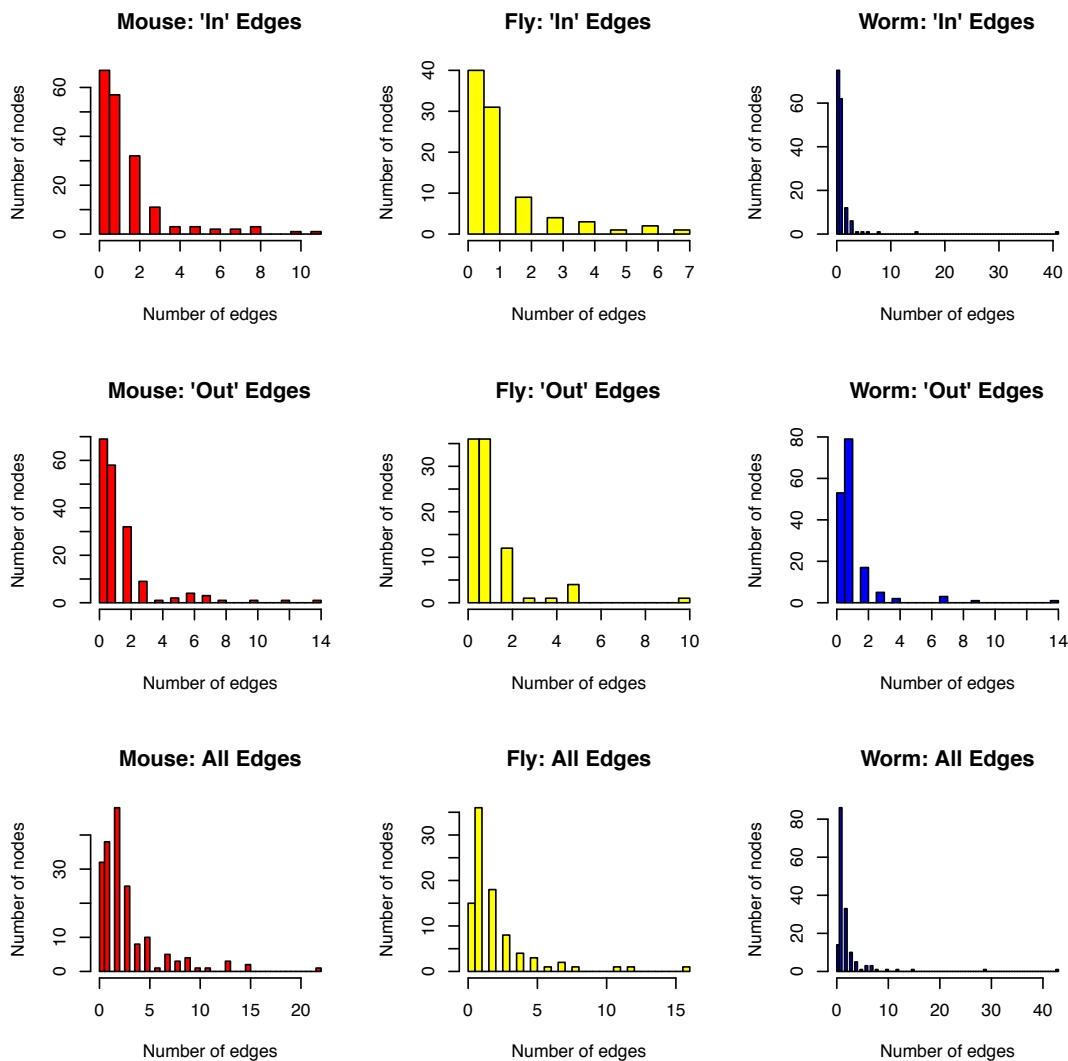 Mouse: 'In' Edges
Number of nodes
0 20 40 60
0 2 4 6 8 10
Number of edges
Fly: 'In' Edges
Number of nodes
0 10 20 30 40
0 1 2 3 4 5 6 7
Number of edges
Worm: 'In' Edges
Number of nodes
0 20 40 60
0 10 20 30 40
Number of edges
Mouse: 'Out' Edges
Number of nodes
0 20 40 60
0 2 4 6 8 10 14
Number of edges
Fly: 'Out' Edges
Number of nodes
0 10 20 30
0 2 4 6 8 10
Number of edges
Worm: 'Out' Edges
Number of nodes
0 20 40 60 80
0 2 4 6 8 10 14
Number of edges
Mouse: All Edges
Number of nodes
0 10 30
0 5 10 15 20
Number of edges
Fly: All Edges
Number of nodes
0 10 20 30
0 5 10 15
Number of edges
Worm: All Edges
Number of nodes
0 20 40 60 80
0 10 20 30 40
Number of edges